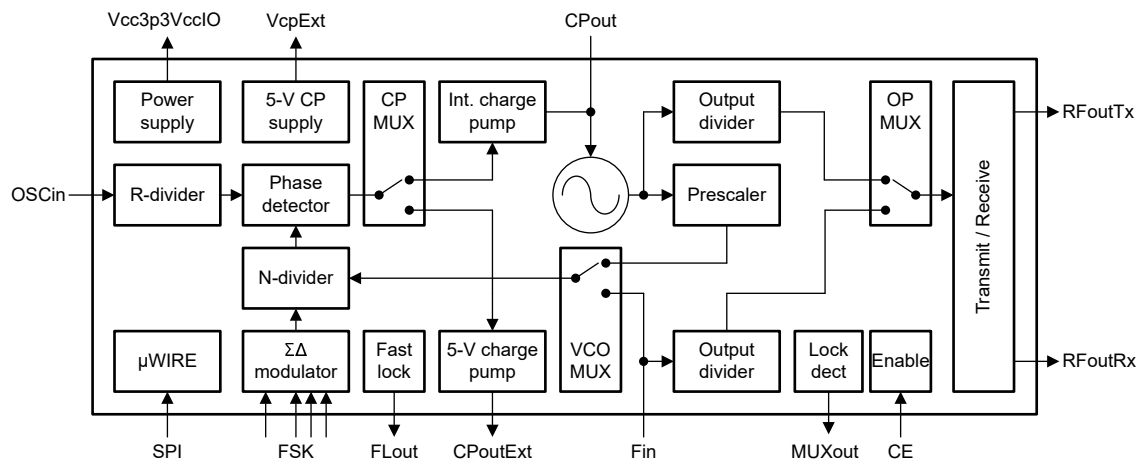 Vcc3p3VccIO VcpExt CPout
Power supply
5-V CP supply
CP MUX
Int. charge pump
Output divider
OP MUX
Transmit / Receive
RFoutTx
OSCin
R-divider
Phase detector
Prescaler
N-divider
µWIRE
ΣΔ modulator
Fast lock
5-V charge pump
VCO MUX
Output divider
Lock dect
Enable
RFoutRx
SPI FSK FLout CPoutExt Fin MUXout CE